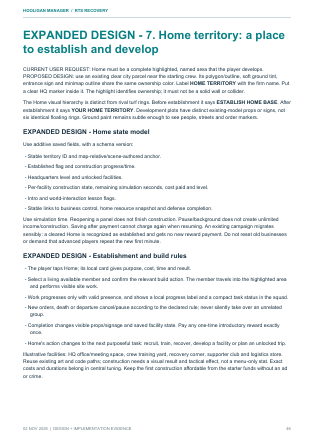 HOOLIGAN MANAGER / RTS RECOVERY
EXPANDED DESIGN - 7. Home territory: a place
to establish and develop
CURRENT USER REQUEST: Home must be a complete highlighted, named area that the player develops.
PROPOSED DESIGN: use an existing clear city parcel near the starting crew. Its polygon/outline, soft ground tint,
entrance sign and minimap outline share the same ownership color. Label HOME TERRITORY with the firm name. Put
a clear HQ marker inside it. The highlight identifies ownership; it must not be a solid wall or collider.
The Home visual hierarchy is distinct from rival turf rings. Before establishment it says ESTABLISH HOME BASE. After
establishment it says YOUR HOME TERRITORY. Development plots have distinct existing-model props or signs, not
six identical floating rings. Ground paint remains subtle enough to see people, streets and order markers.
EXPANDED DESIGN - Home state model
Use additive saved fields, with a schema version:
- Stable territory ID and map-relative/scene-authored anchor.
- Established flag and construction progress/time.
- Headquarters level and unlocked facilities.
- Per-facility construction state, remaining simulation seconds, cost paid and level.
- Intro and world-interaction lesson flags.
- Stable links to business control, home resource snapshot and defense completion.
Use simulation time. Reopening a panel does not finish construction. Pause/background does not create unlimited
income/construction. Saving after payment cannot charge again when resuming. An existing campaign migrates
sensibly: a cleared Home is recognized as established and gets no new reward payment. Do not reset old businesses
or demand that advanced players repeat the new first minute.
EXPANDED DESIGN - Establishment and build rules
- The player taps Home; its local card gives purpose, cost, time and result.
- Select a living available member and confirm the relevant build action. The member travels into the highlighted area
and performs visible site work.
- Work progresses only with valid presence, and shows a local progress label and a compact task status in the squad.
- New orders, death or departure cancel/pause according to the declared rule; never silently take over an unrelated
group.
- Completion changes visible props/signage and saved facility state. Pay any one-time introductory reward exactly
once.
- Home's action changes to the next purposeful task: recruit, train, recover, develop a facility or plan an unlocked trip.
Illustrative facilities: HQ office/meeting space, crew training yard, recovery corner, supporter club and logistics store.
Reuse existing art and code paths; construction needs a visual result and tactical effect, not a menu-only stat. Exact
costs and durations belong in central tuning. Keep the first construction affordable from the starter funds without an ad
or crime.
02 NOV 2025 | DESIGN + IMPLEMENTATION EVIDENCE